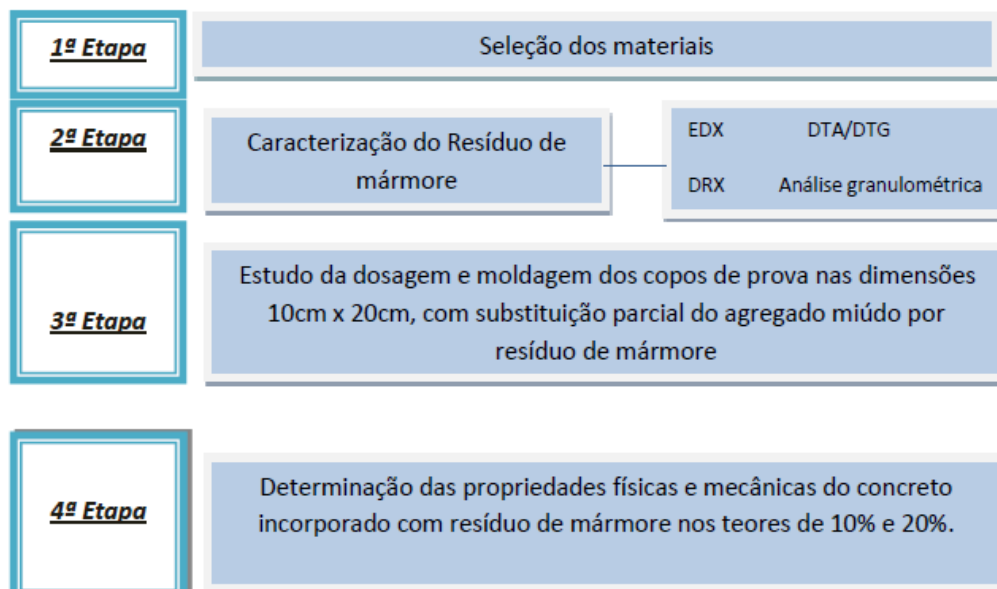 1ª Etapa
Seleção dos materiais
2ª Etapa
Caracterização do Resíduo de
mármore
EDX DTA/DTG
DRX Análise granulométrica
3ª Etapa
Estudo da dosagem e moldagem dos copos de prova nas dimensões
10cm x 20cm, com substituição parcial do agregado miúdo por
resíduo de mármore
4ª Etapa
Determinação das propriedades físicas e mecânicas do concreto
incorporado com resíduo de mármore nos teores de 10% e 20%.